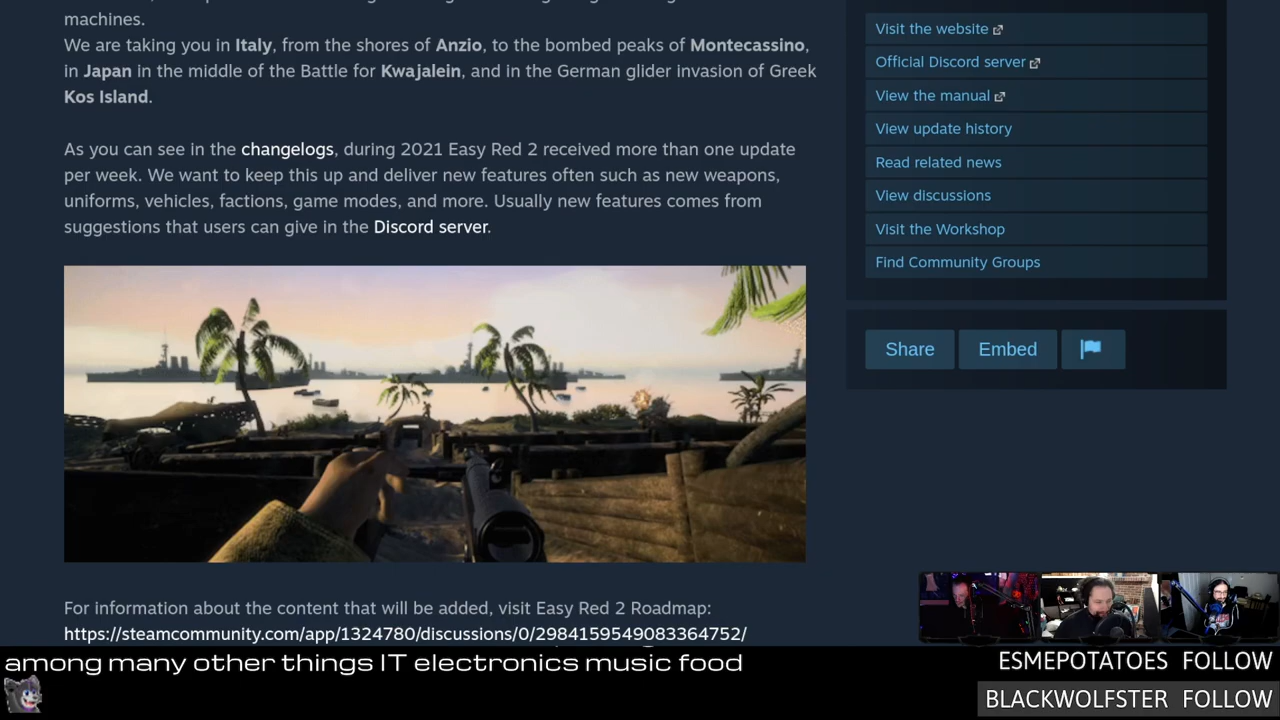 machines.
We are taking you in Italy, from the shores of Anzio, to the bombed peaks of Montecassino,
in Japan in the middle of the Battle for Kwajalein, and in the German glider invasion of Greek
Kos Island.
As you can see in the changelogs, during 2021 Easy Red 2 received more than one update
per week. We want to keep this up and deliver new features often such as new weapons,
uniforms, vehicles, factions, game modes, and more. Usually new features comes from
suggestions that users can give in the Discord server.
For information about the content that will be added, visit Easy Red 2 Roadmap:
https://steamcommunity.com/app/1324780/discussions/0/2984159549083364752/
Visit the website
Official Discord server
View the manual
View update history
Read related news
View discussions
Visit the Workshop
Find Community Groups
Share
Embed
among many other things IT electronics music food
ESMEPOTATOES FOLLOW
BLACKWOLFSTER FOLLOW